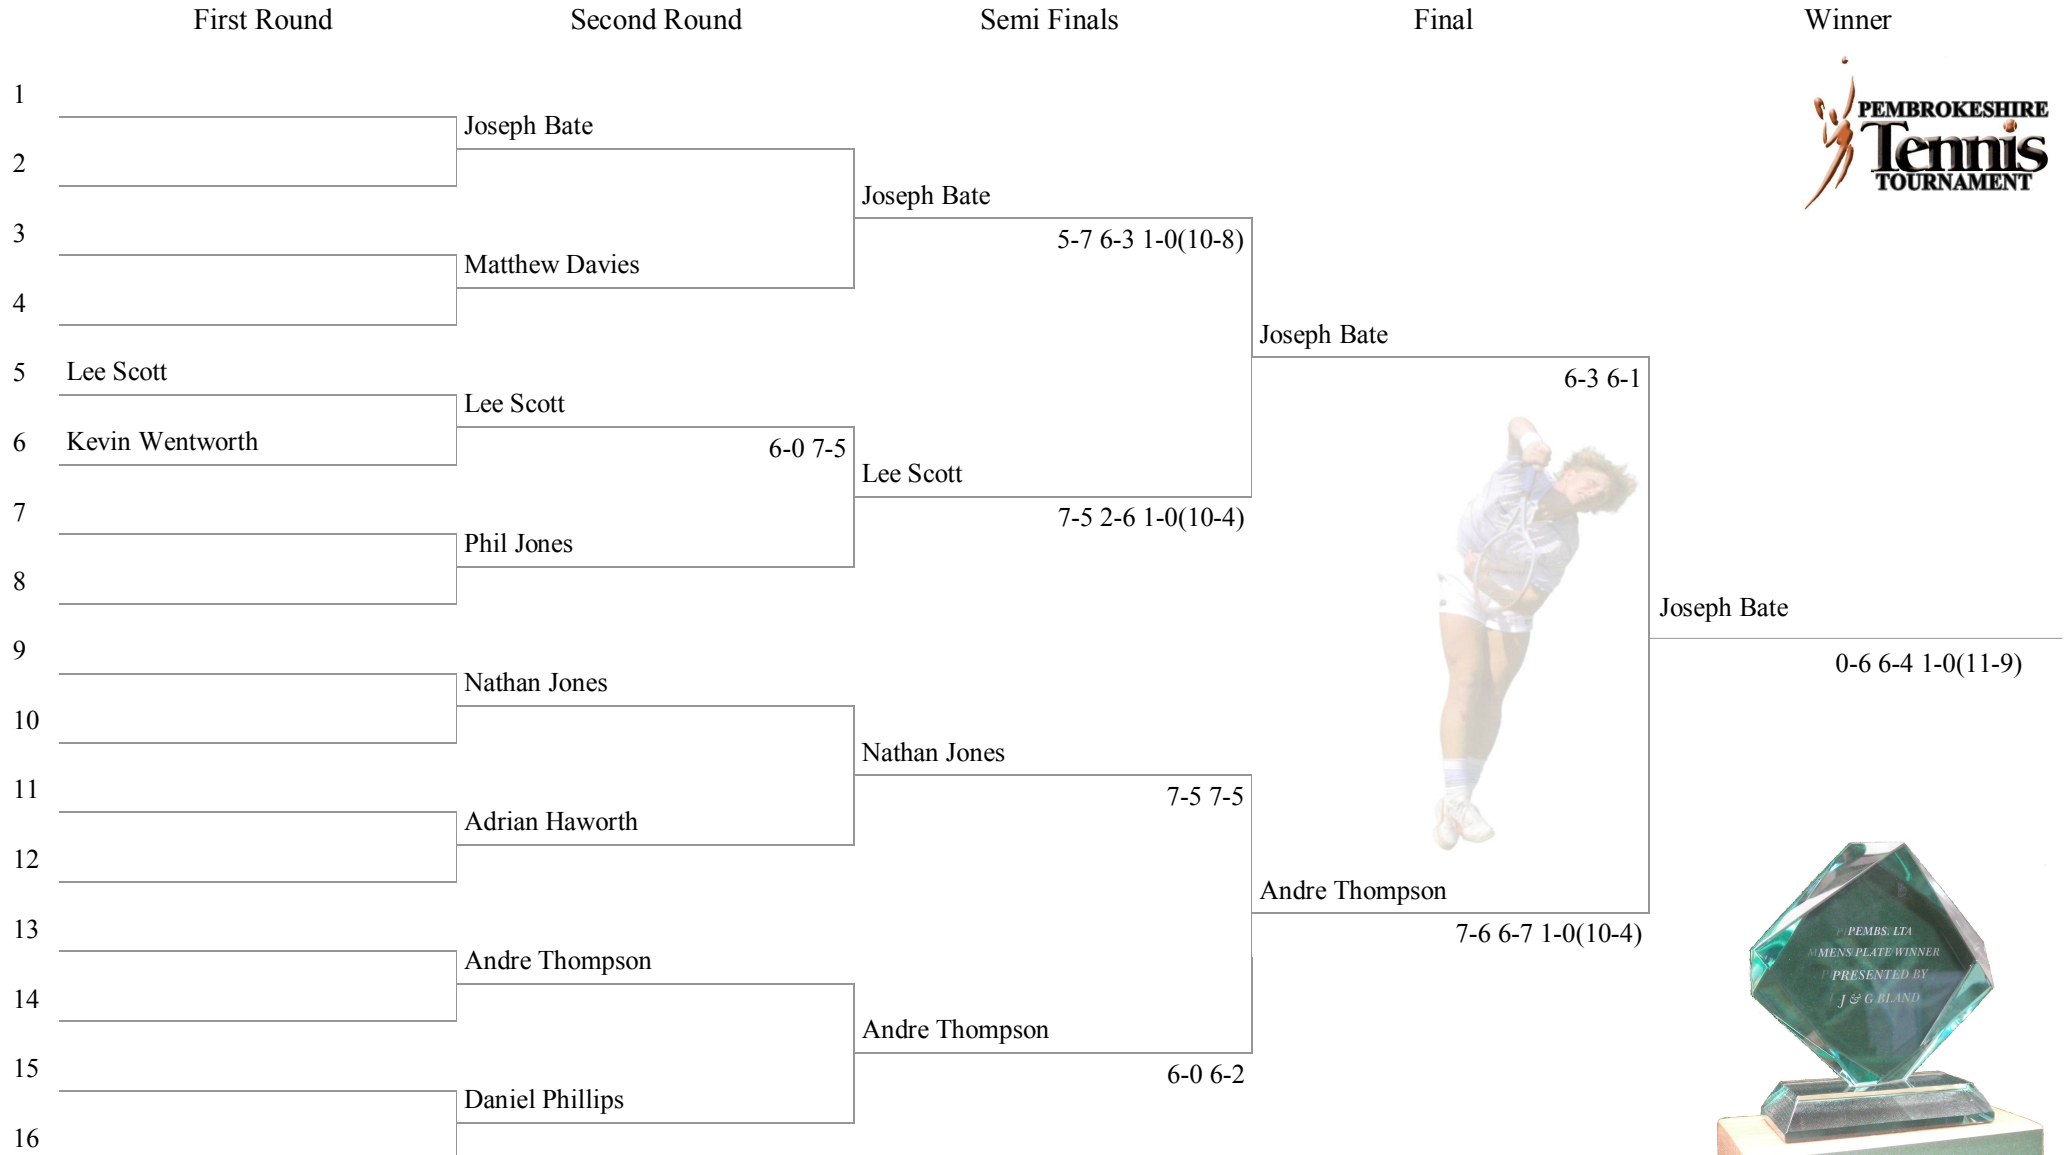 First Round Second Round Semi Finals Final Winner
PEMBROKESHIRE
Tennis
TOURNAMENT
1
Joseph Bate
2
Joseph Bate
3
5-7 6-3 1-0(10-8)
Matthew Davies
4
Joseph Bate
5 Lee Scott
6-3 6-1
Lee Scott
6 Kevin Wentworth
6-0 7-5
Lee Scott
7
7-5 2-6 1-0(10-4)
Phil Jones
8
Joseph Bate
9
0-6 6-4 1-0(11-9)
Nathan Jones
10
Nathan Jones
11
7-5 7-5
Adrian Haworth
12
Andre Thompson
13
7-6 6-7 1-0(10-4)
Andre Thompson
14
Andre Thompson
15
6-0 6-2
Daniel Phillips
16
PEMBS. LTA
MENS PLATE WINNER
PRESENTED BY
J & G BLAND